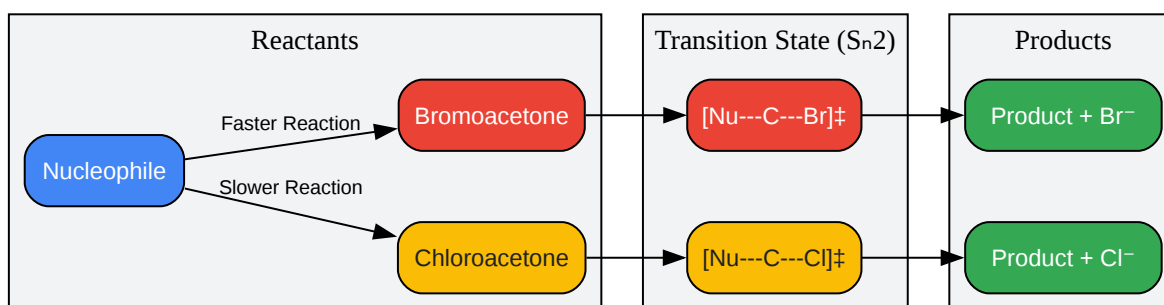 Reactants
Transition State (Sₙ2)
Products
Nucleophile
Faster Reaction
Slower Reaction
Bromoacetone
[Nu---C---Br]‡
Product + Br⁻
Chloroacetone
[Nu---C---Cl]‡
Product + Cl⁻